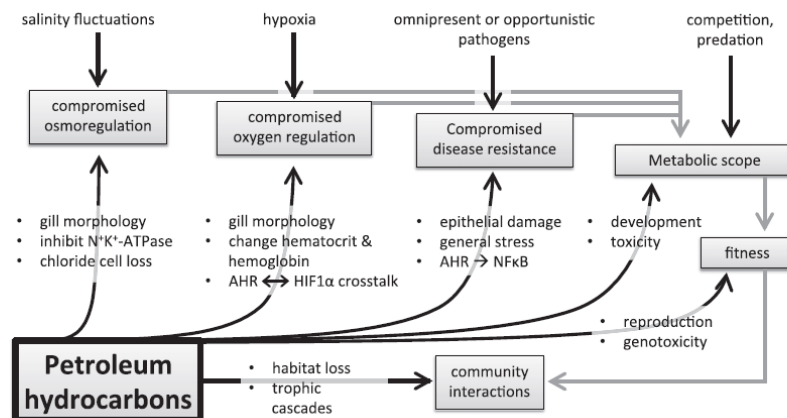 salinity fluctuations
hypoxia
omnipresent or opportunistic
pathogens
competition,
predation
compromised
osmoregulation
compromised
oxygen regulation
Compromised
disease resistance
Metabolic scope
• gill morphology
• inhibit N⁺K⁺-ATPase
• chloride cell loss
• gill morphology
• change hematocrit &
hemoglobin
• AHR ↔ HIF1α crosstalk
• epithelial damage
• general stress
• AHR → NFκB
• development
• toxicity
fitness
• reproduction
• genotoxicity
Petroleum
hydrocarbons
• habitat loss
• trophic
cascades
community
interactions